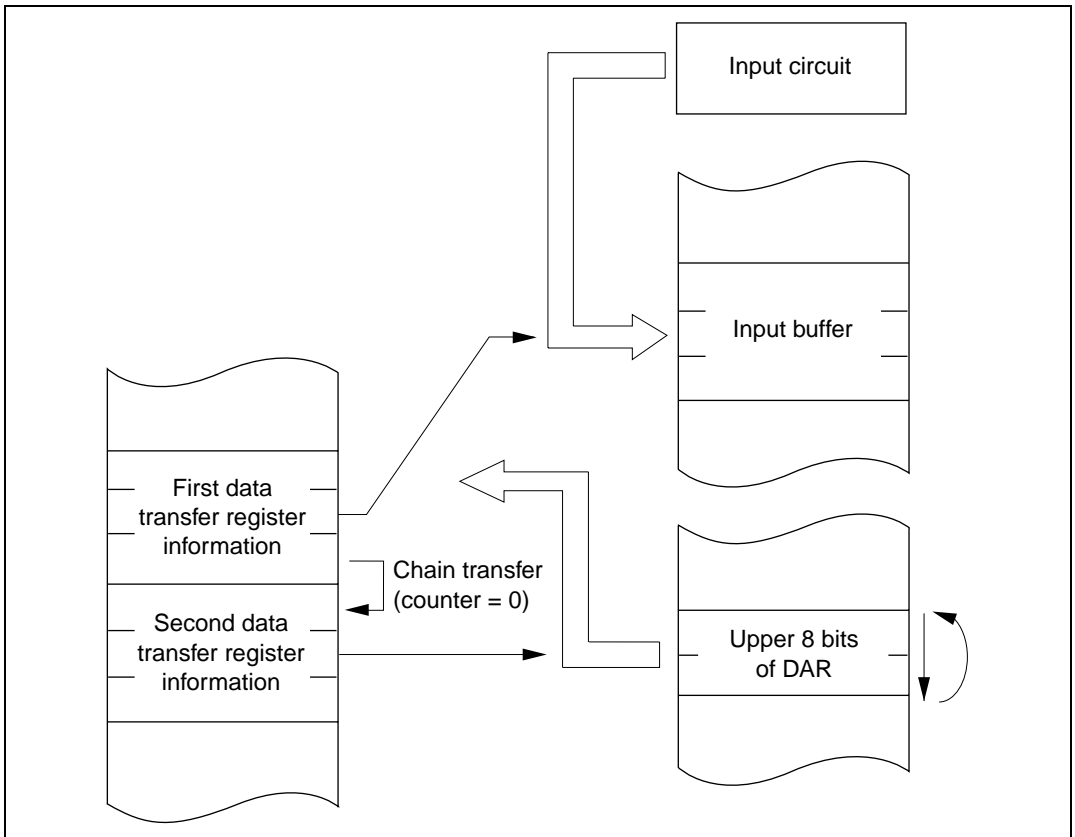 Input circuit
Input buffer
First data
transfer register
information
Chain transfer
(counter = 0)
Second data
transfer register
information
Upper 8 bits
of DAR